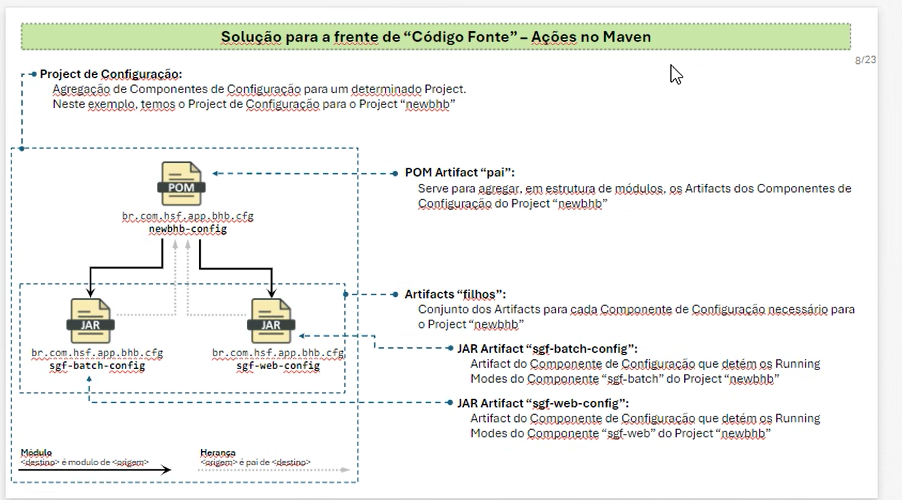 Solução para a frente de “Código Fonte” – Ações no Maven
8/23
Project de Configuração:
Agregação de Componentes de Configuração para um determinado Project.
Neste exemplo, temos o Project de Configuração para o Project “newbhb”
POM
br.com.hsf.app.bhb.cfg
newbhb-config
POM Artifact “pai”:
Serve para agregar, em estrutura de módulos, os Artifacts dos Componentes de
Configuração do Project “newbhb”
JAR
br.com.hsf.app.bhb.cfg
sgf-batch-config
JAR
br.com.hsf.app.bhb.cfg
sgf-web-config
Artifacts “filhos”:
Conjunto dos Artifacts para cada Componente de Configuração necessário para
o Project “newbhb”
JAR Artifact “sgf-batch-config”:
Artifact do Componente de Configuração que detém os Running
Modes do Componente “sgf-batch” do Project “newbhb”
JAR Artifact “sgf-web-config”:
Artifact do Componente de Configuração que detém os Running
Modes do Componente “sgf-web” do Project “newbhb”
Módulo
<destino> é modulo de <origem>
Herança
<origem> é pai de <destino>